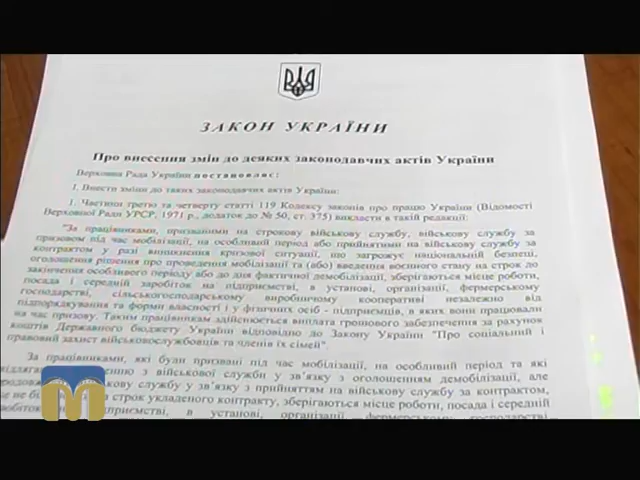 ЗАКОН УКРАЇНИ
Про внесення змін до деяких законодавчих актів України
Верховна Рада України постановляє:
І. Внести зміни до таких законодавчих актів України:
1. Частини третю та четверту статті 119 Кодексу законів про працю України (Відомості
Верховної Ради УРСР, 1971 р., додаток до № 50, ст. 375) викласти в такій редакції:
"За працівниками, призваними на строкову військову службу, військову службу за
призовом під час мобілізації, на особливий період або прийнятими на військову службу за
контрактом у разі виникнення кризової ситуації, що загрожує національній безпеці,
оголошення рішення про проведення мобілізації та (або) введення воєнного стану на строк до
закінчення особливого періоду або до дня фактичної демобілізації, зберігаються місце роботи,
посада і середній заробіток на підприємстві, в установі, організації, фермерському
господарстві, сільськогосподарському виробничому кооперативі незалежно від
підпорядкування та форми власності і у фізичних осіб - підприємців, в яких вони працювали
на час призову. Таким працівникам здійснюється виплата грошового забезпечення за рахунок
коштів Державного бюджету України відповідно до Закону України "Про соціальний і
правовий захист військовослужбовців та членів їх сімей".
За працівниками, які були призвані під час мобілізації, на особливий період та які
підлягають звільненню з військової служби у зв'язку з оголошенням демобілізації, але
військову службу у зв'язку з прийняттям на військову службу за контрактом,
не більше строк укладеного контракту, зберігаються місце роботи, посада і середній
підприємстві, в установі, організації, фермерському господарстві